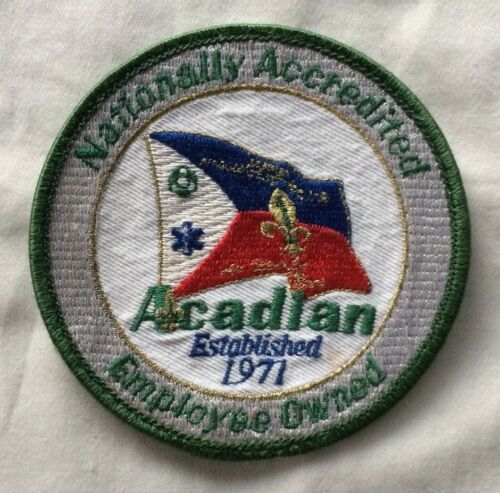 Nationally Accredited
Acadian
Established
1971
Employee Owned